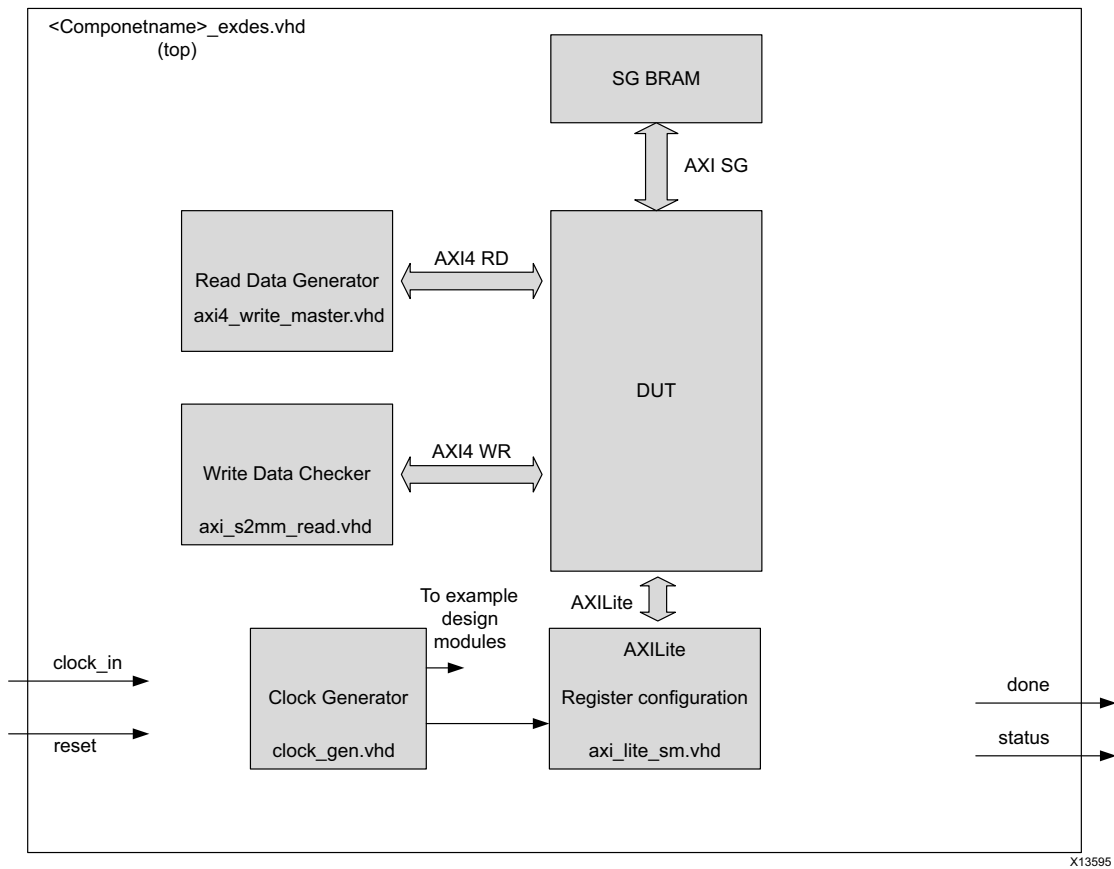 <Componetname>_exdes.vhd
(top)
SG BRAM
AXI SG
Read Data Generator
axi4_write_master.vhd
AXI4 RD
DUT
Write Data Checker
axi_s2mm_read.vhd
AXI4 WR
To example
design
modules
AXILite
clock_in
reset
Clock Generator
clock_gen.vhd
AXILite
Register configuration
axi_lite_sm.vhd
done
status
X13595